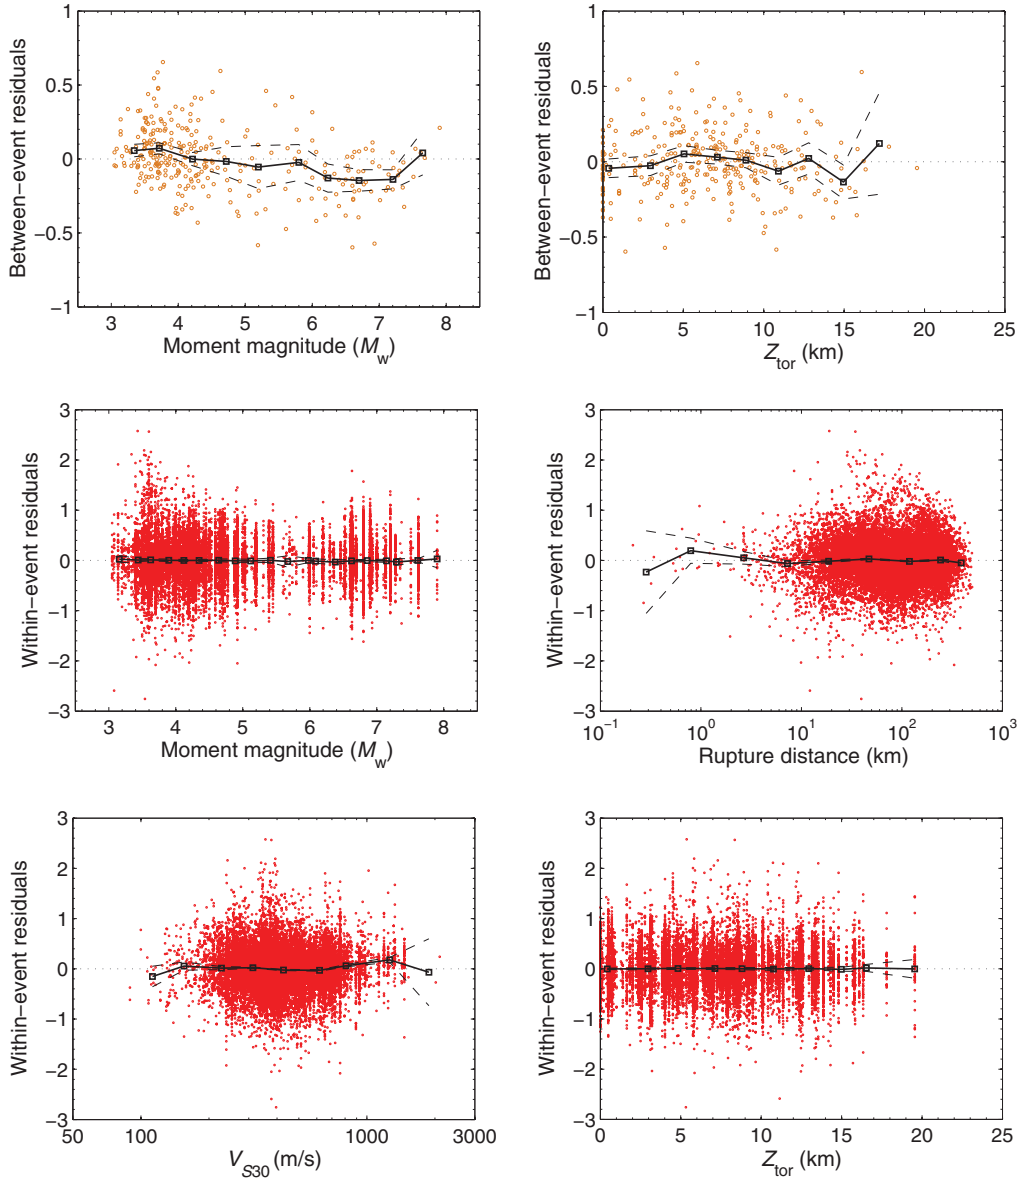 1
0.5
0
−0.5
−1
Between−event residuals
3 4 5 6 7 8
Moment magnitude (Mw)
1
0.5
0
−0.5
−1
Between−event residuals
0 5 10 15 20 25
Ztor (km)
3
2
1
0
−1
−2
−3
Within−event residuals
3 4 5 6 7 8
Moment magnitude (Mw)
3
2
1
0
−1
−2
−3
Within−event residuals
10−1 100 101 102 103
Rupture distance (km)
3
2
1
0
−1
−2
−3
Within−event residuals
50 100 1000 3000
VS30 (m/s)
3
2
1
0
−1
−2
−3
Within−event residuals
0 5 10 15 20 25
Ztor (km)